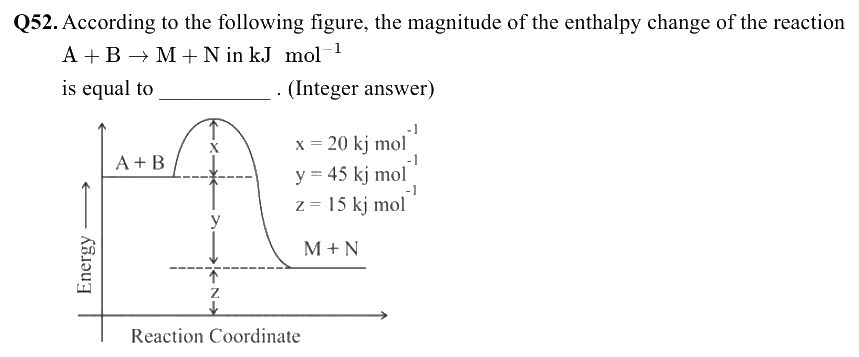 Q52. According to the following figure, the magnitude of the enthalpy change of the reaction
A + B → M + N in kJ mol⁻¹
is equal to __________ . (Integer answer)
x = 20 kj mol⁻¹
A + B
x
y = 45 kj mol⁻¹
z = 15 kj mol⁻¹
y
M + N
Energy
z
Reaction Coordinate